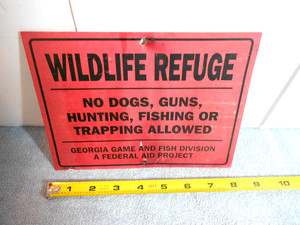 WILDLIFE REFUGE
NO DOGS, GUNS,
HUNTING, FISHING OR
TRAPPING ALLOWED
GEORGIA GAME AND FISH DIVISION
A FEDERAL AID PROJECT
1 2 3 4 5 6 7 8 9 10